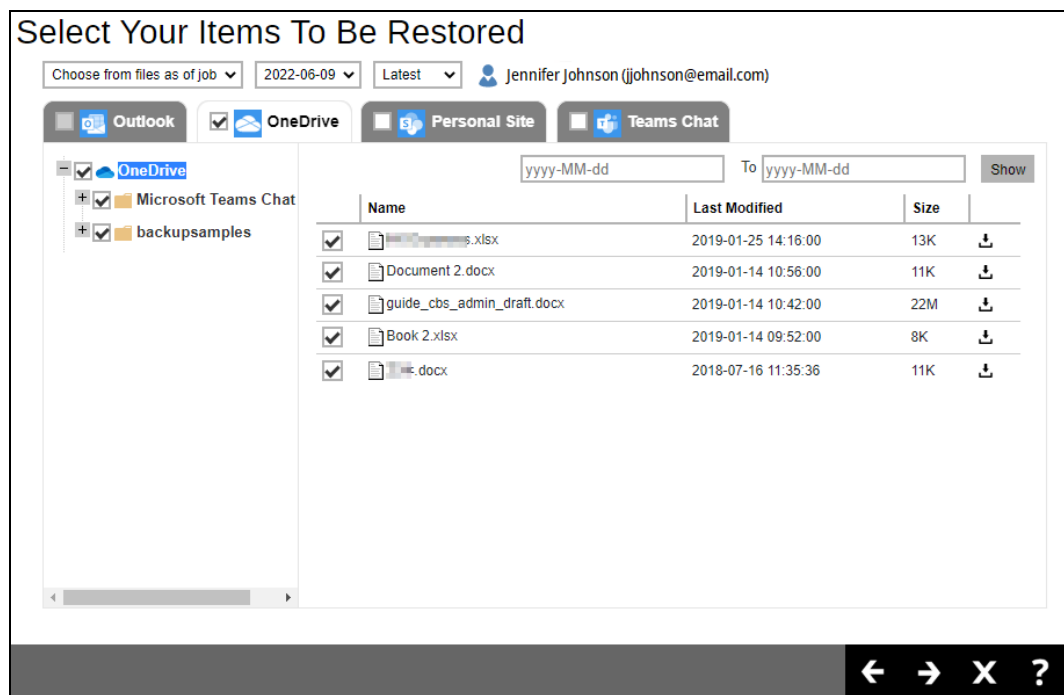 Select Your Items To Be Restored
Choose from files as of job 2022-06-09 Latest Jennifer Johnson (jjohnson@email.com)
Outlook OneDrive Personal Site Teams Chat
OneDrive
Microsoft Teams Chat
backupsamples
yyyy-MM-dd To yyyy-MM-dd Show
Name Last Modified Size
s.xlsx 2019-01-25 14:16:00 13K
Document 2.docx 2019-01-14 10:56:00 11K
guide_cbs_admin_draft.docx 2019-01-14 10:42:00 22M
Book 2.xlsx 2019-01-14 09:52:00 8K
.docx 2018-07-16 11:35:36 11K
X ?